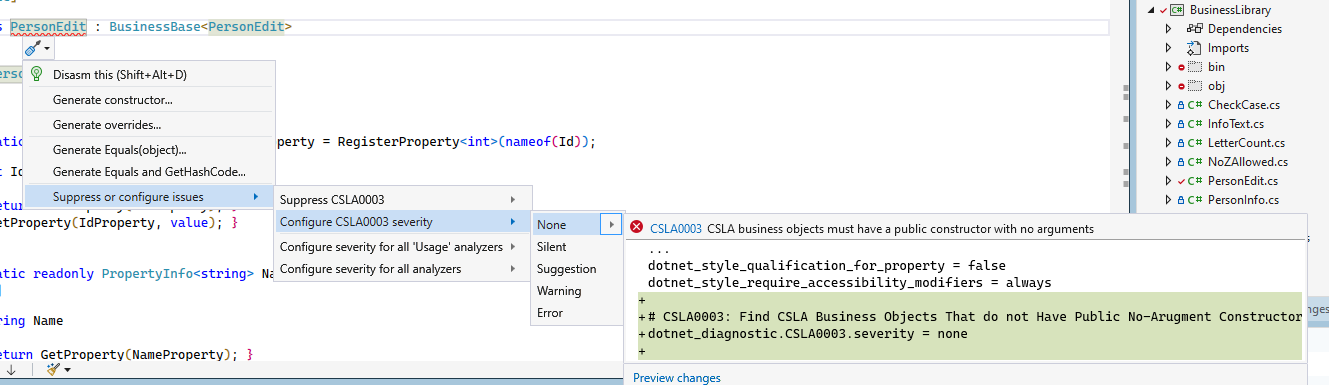 PersonEdit : BusinessBase<PersonEdit>
Disasm this (Shift+Alt+D)
Generate constructor...
Generate overrides...
operty = RegisterProperty<int>(nameof(Id));
Generate Equals(object)...
Generate Equals and GetHashCode...
Suppress or configure issues
Suppress CSLA0003
Configure CSLA0003 severity
Configure severity for all 'Usage' analyzers
Configure severity for all analyzers
None
Silent
Suggestion
Warning
Error
etProperty(IdProperty, value); }
atic readonly PropertyInfo<string> Na
ring Name
turn GetProperty(NameProperty); }
CSLA0003 CSLA business objects must have a public constructor with no arguments
...
dotnet_style_qualification_for_property = false
dotnet_style_require_accessibility_modifiers = always
+
+# CSLA0003: Find CSLA Business Objects That do not Have Public No-Arugment Constructor
+dotnet_diagnostic.CSLA0003.severity = none
+
Preview changes
C# BusinessLibrary
Dependencies
Imports
bin
obj
C# CheckCase.cs
C# InfoText.cs
C# LetterCount.cs
C# NoZAllowed.cs
C# PersonEdit.cs
C# PersonInfo.cs